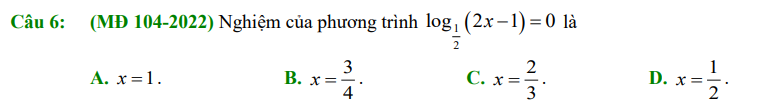 Câu 6: (MĐ 104-2022) Nghiệm của phương trình log_{1/2}(2x−1)=0 là
A. x=1. B. x=3/4. C. x=2/3. D. x=1/2.